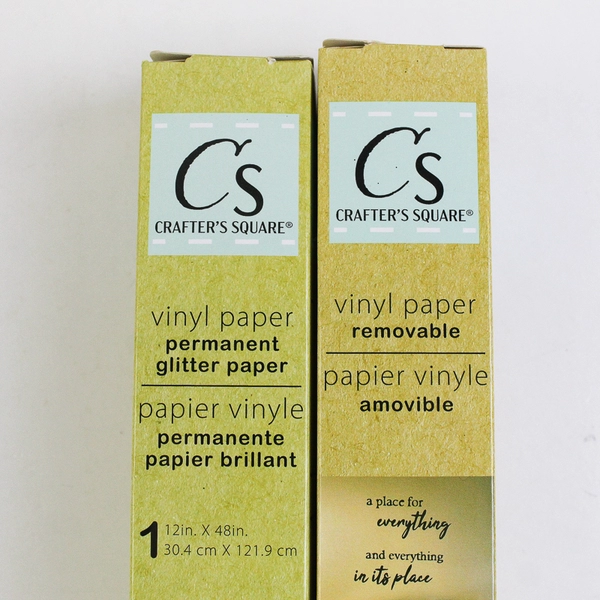 Cs
CRAFTER'S SQUARE®
vinyl paper
permanent
glitter paper
papier vinyle
permanente
papier brillant
1 12in. X 48in.
30.4 cm X 121.9 cm
Cs
CRAFTER'S SQUARE®
vinyl paper
removable
papier vinyle
amovible
a place for
everything
and everything
in its place